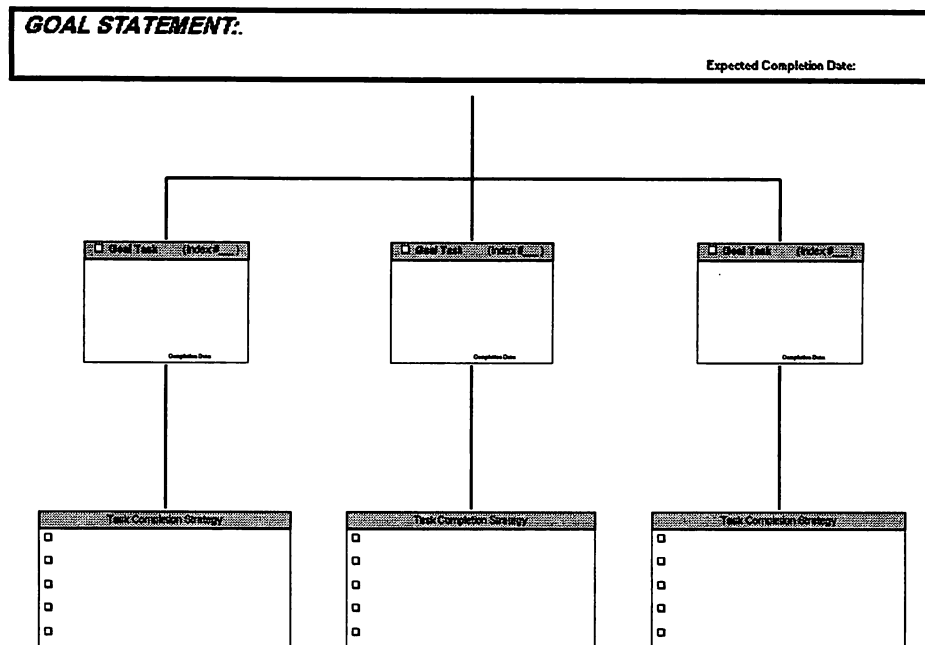 GOAL STATEMENT:.
Expected Completion Date:
Goal Task (Index#___)
Goal Task (Index#___)
Goal Task (Index#___)
Completion Date
Completion Date
Completion Date
Task Completion Strategy
Task Completion Strategy
Task Completion Strategy